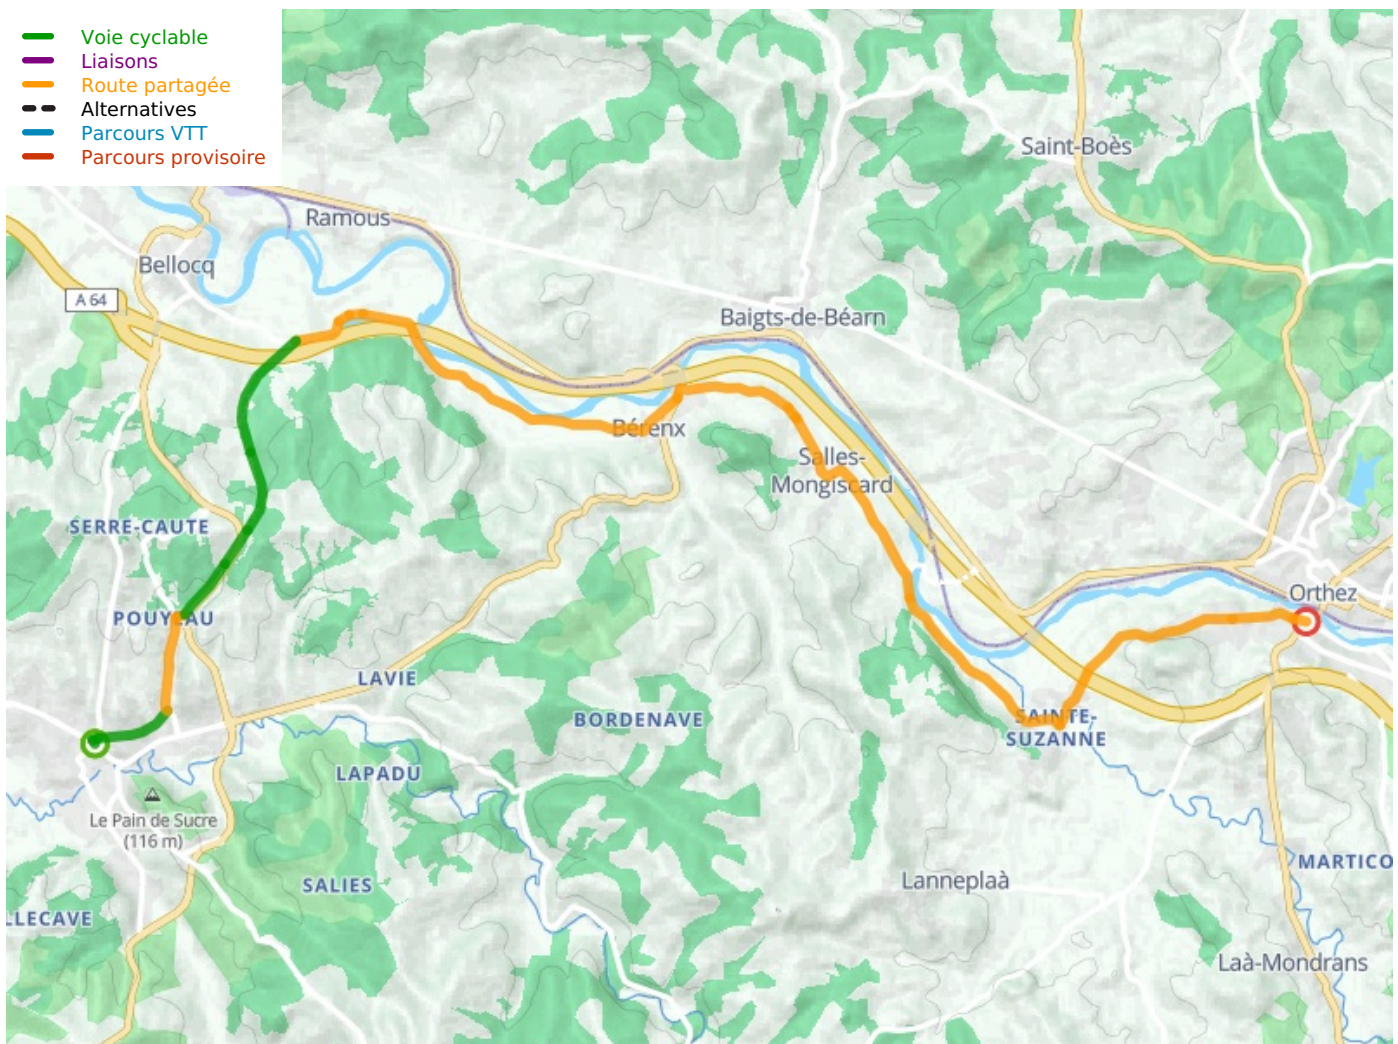 Voie cyclable
Liaisons
Route partagée
Alternatives
Parcours VTT
Parcours provisoire
Saint-Boès
Ramous
Bellocq
A 64
Baigts-de-Béarn
Bérenx
Salles-
Mongiscard
SERRE-CAUTE
Orthez
POUYEAU
LAVIE
BORDENAVE
SAINTE-
SUZANNE
LAPADU
Le Pain de Sucre
(116 m)
MARTICO
SALIES
Lanneplaà
LLECAVE
Laà-Mondrans